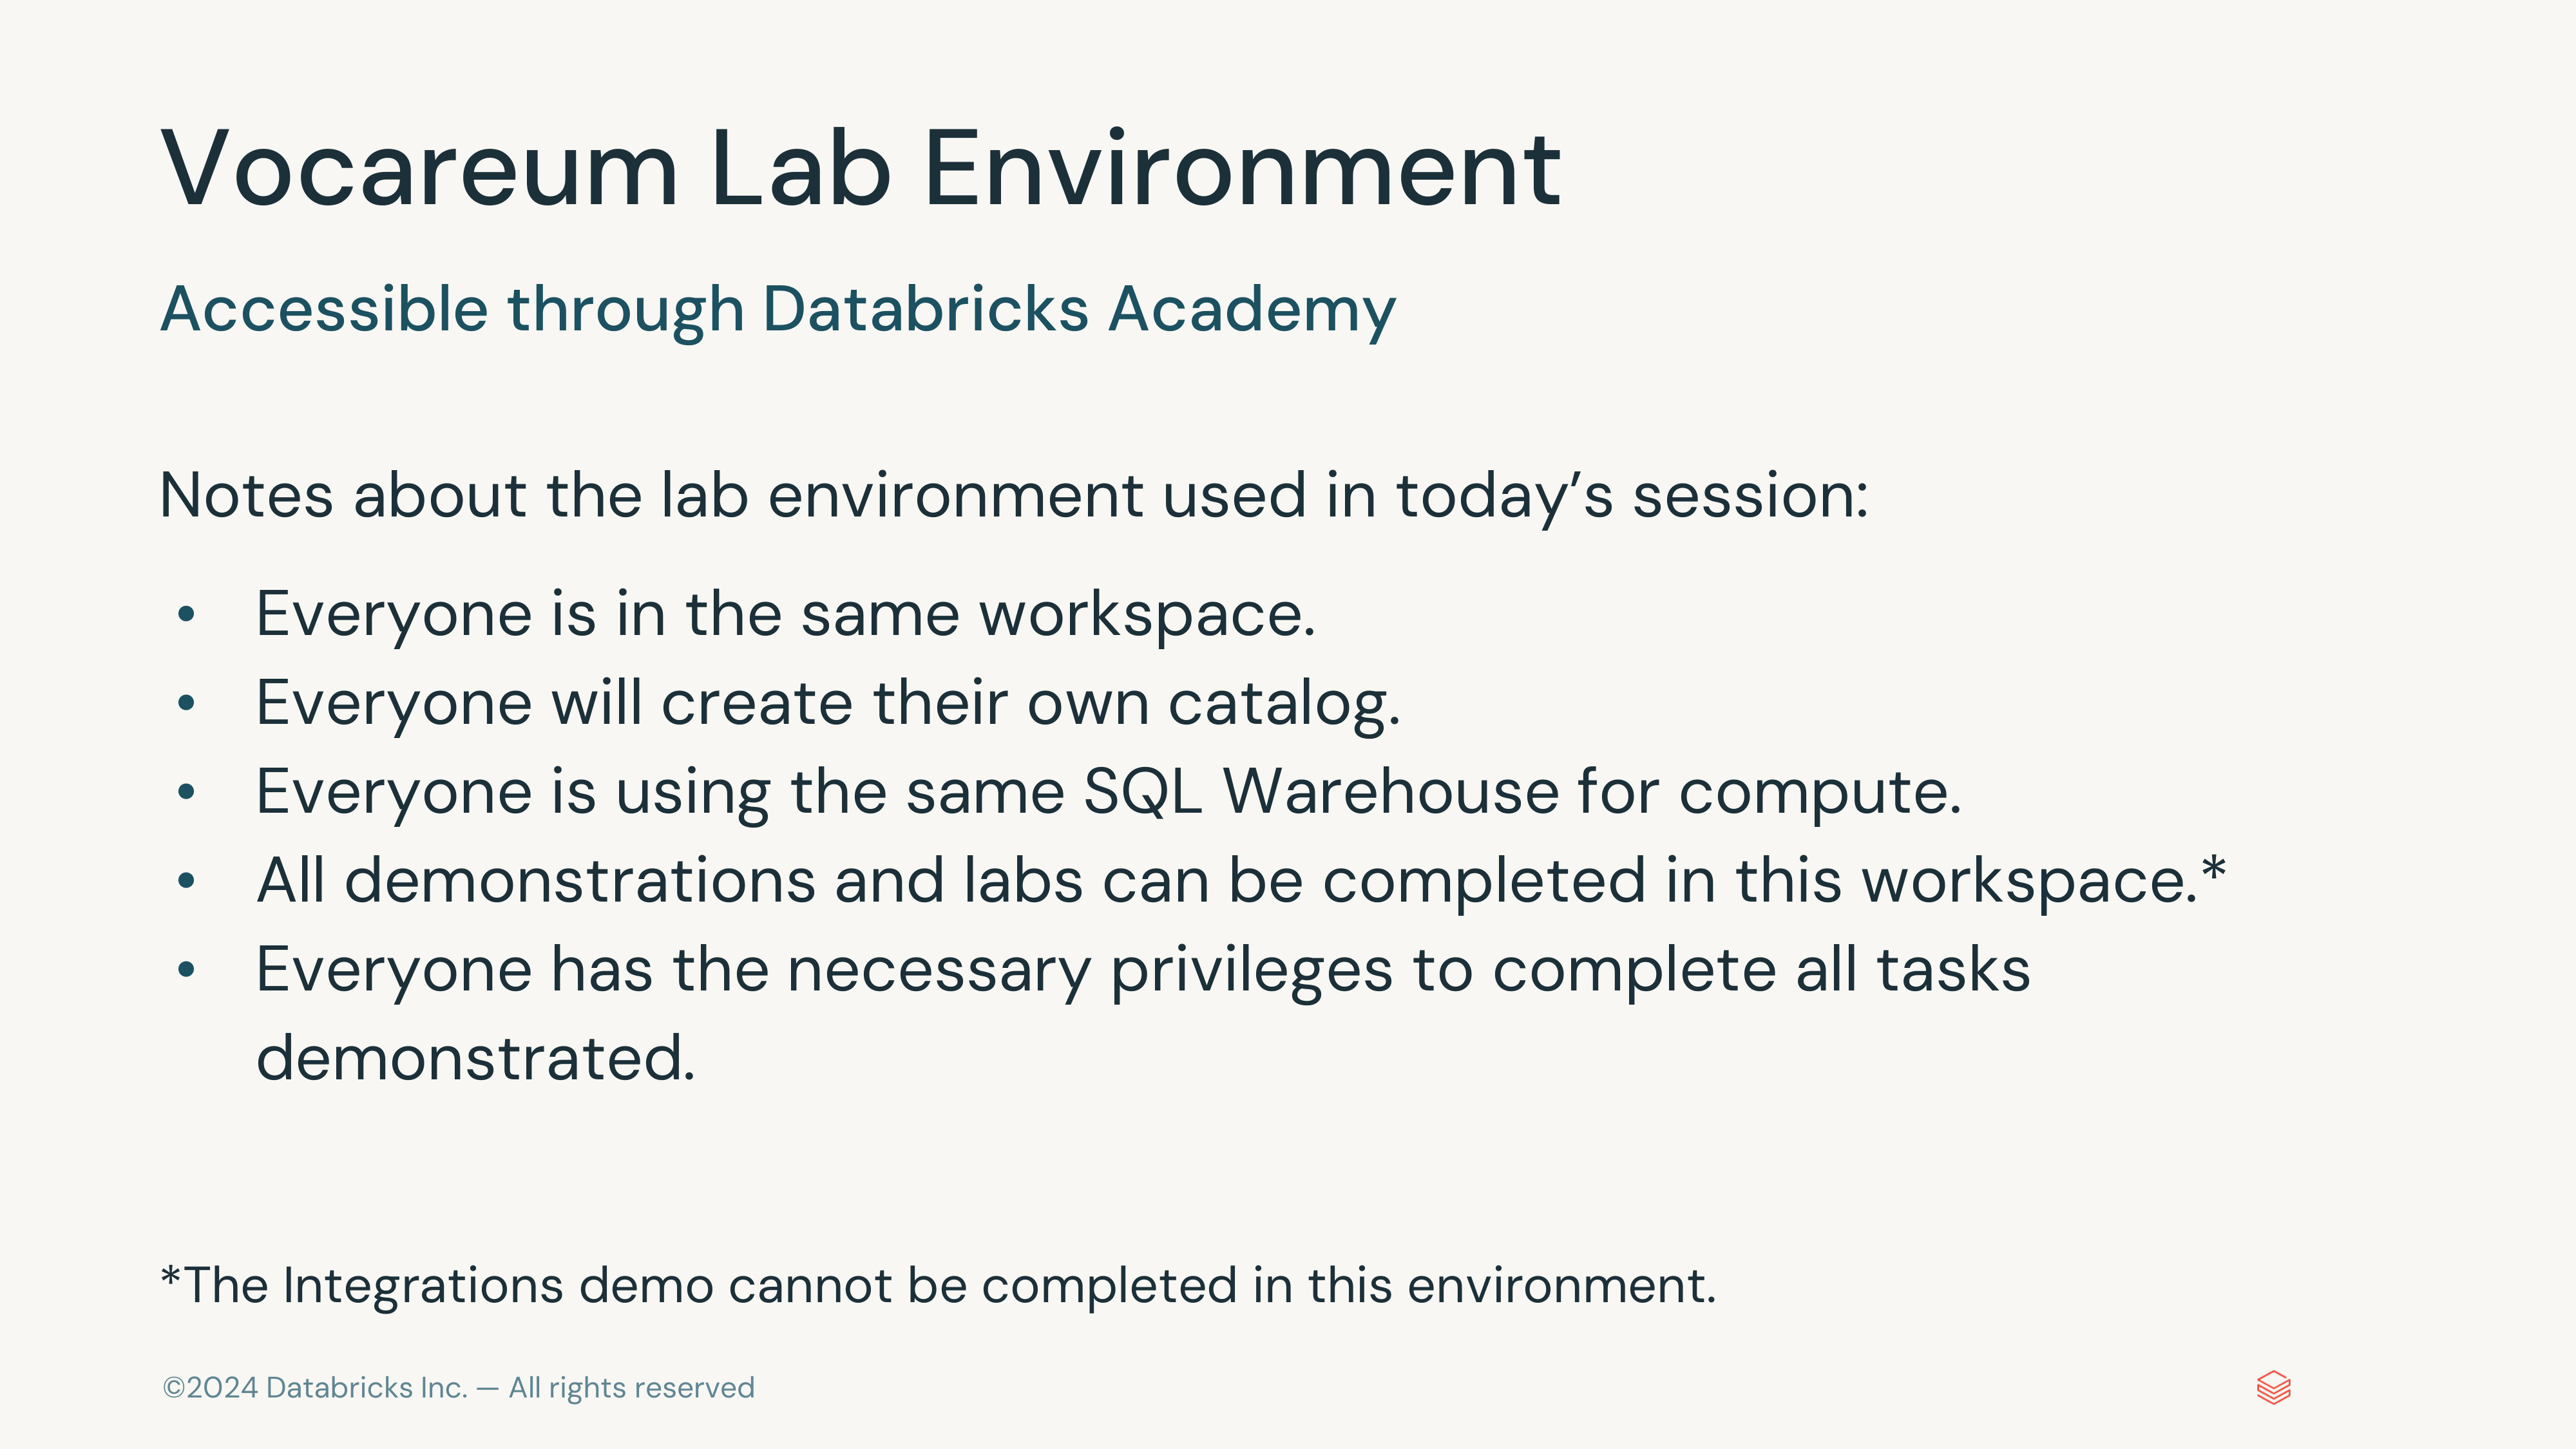 Vocareum Lab Environment
Accessible through Databricks Academy
Notes about the lab environment used in today’s session:
• Everyone is in the same workspace.
• Everyone will create their own catalog.
• Everyone is using the same SQL Warehouse for compute.
• All demonstrations and labs can be completed in this workspace.*
• Everyone has the necessary privileges to complete all tasks
demonstrated.
*The Integrations demo cannot be completed in this environment.
©2024 Databricks Inc. — All rights reserved